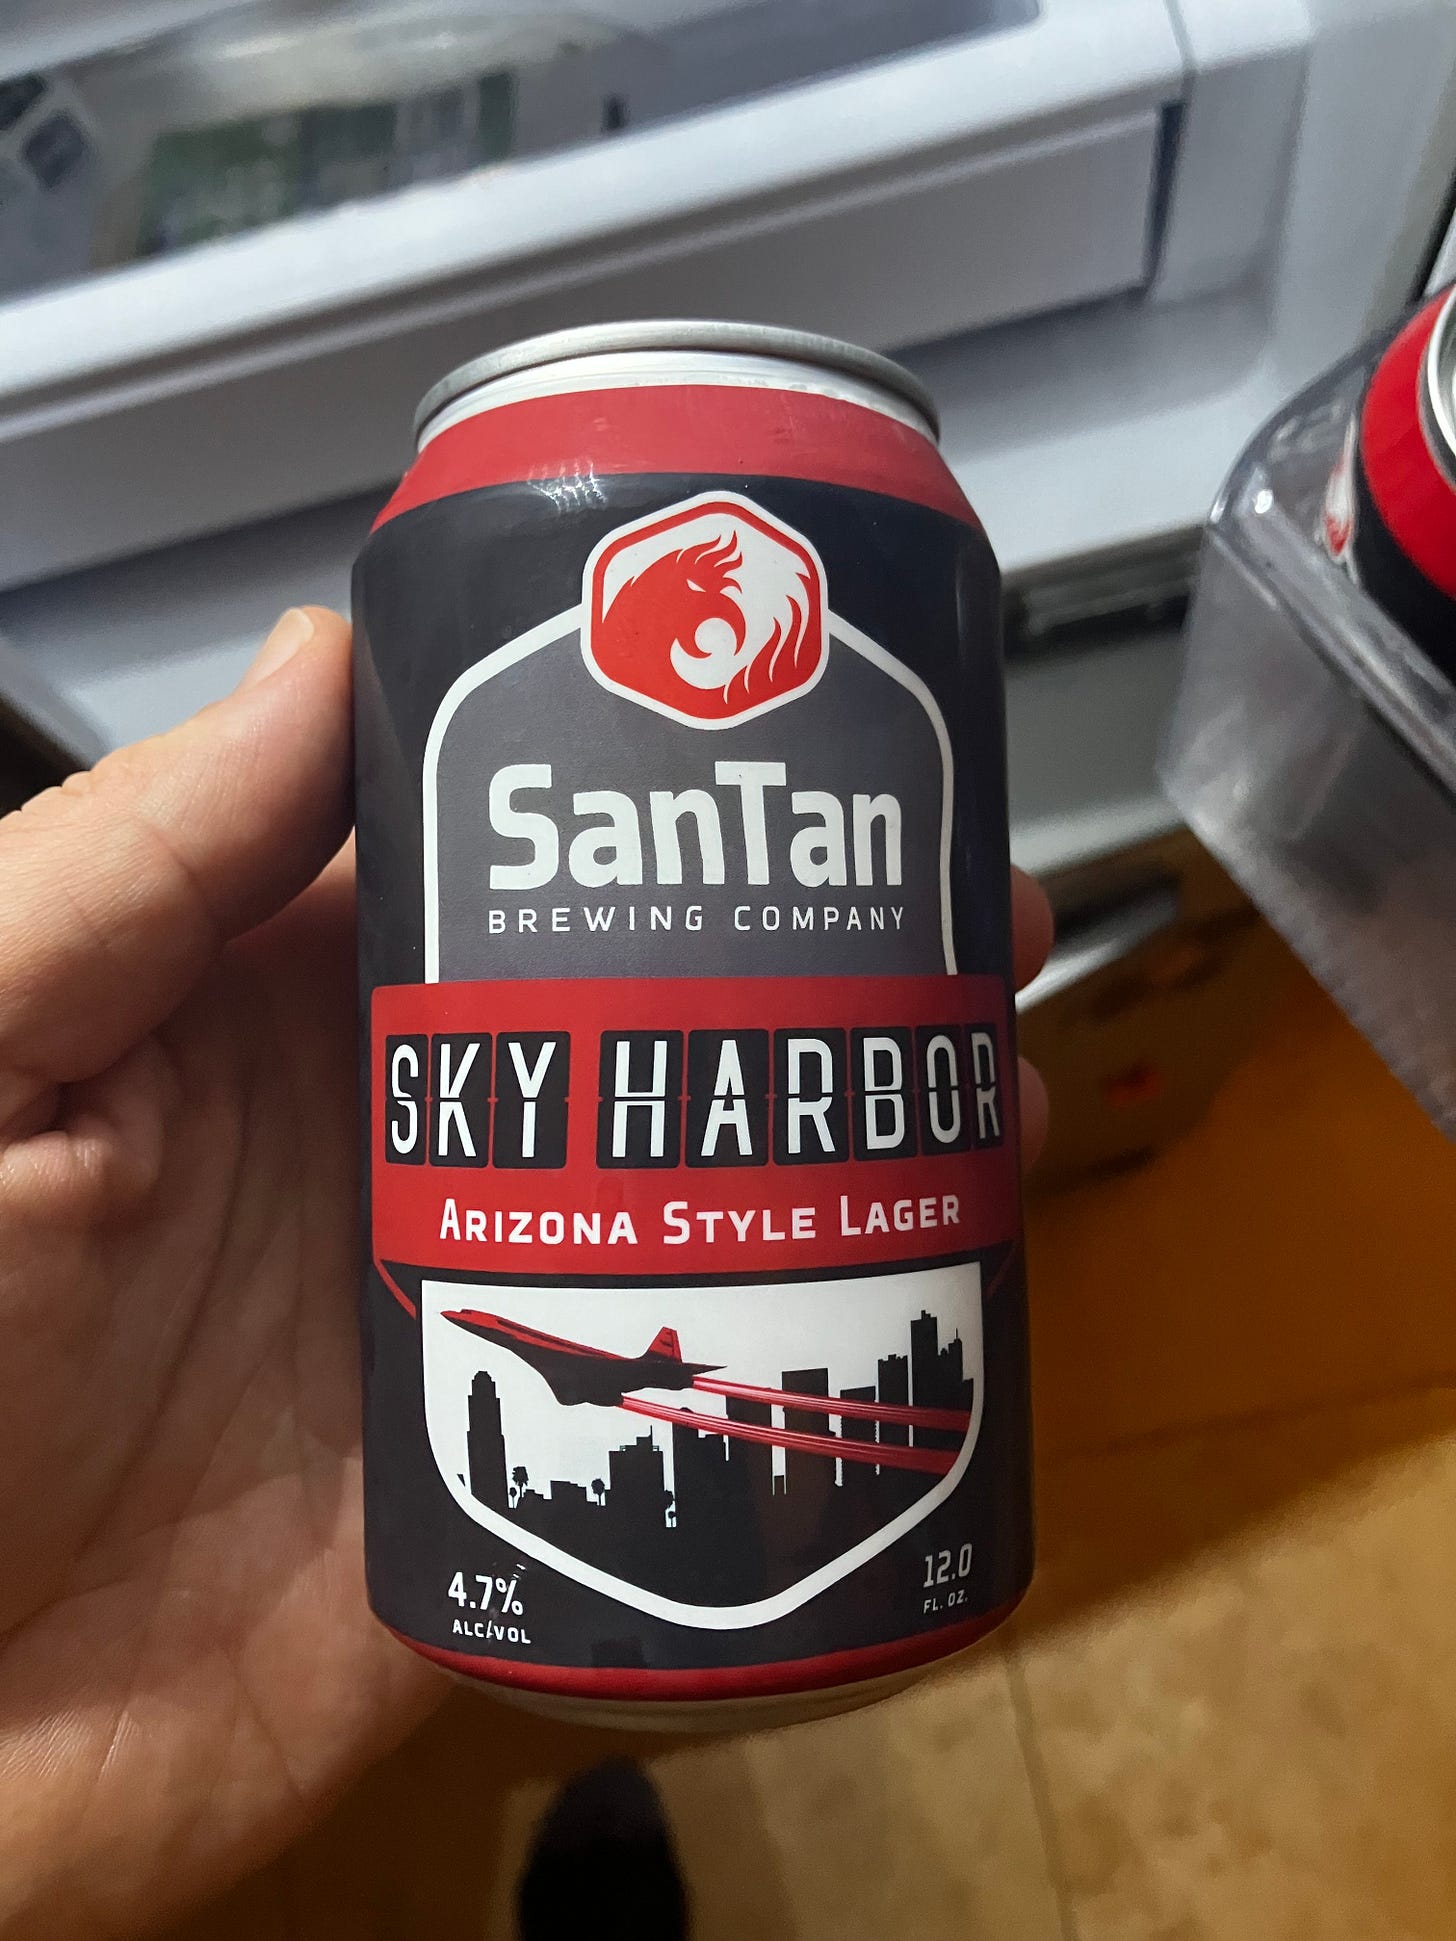 SanTan
BREWING COMPANY
SKY HARBOR
ARIZONA STYLE LAGER
4.7%
ALC/VOL
12.0
FL. OZ.